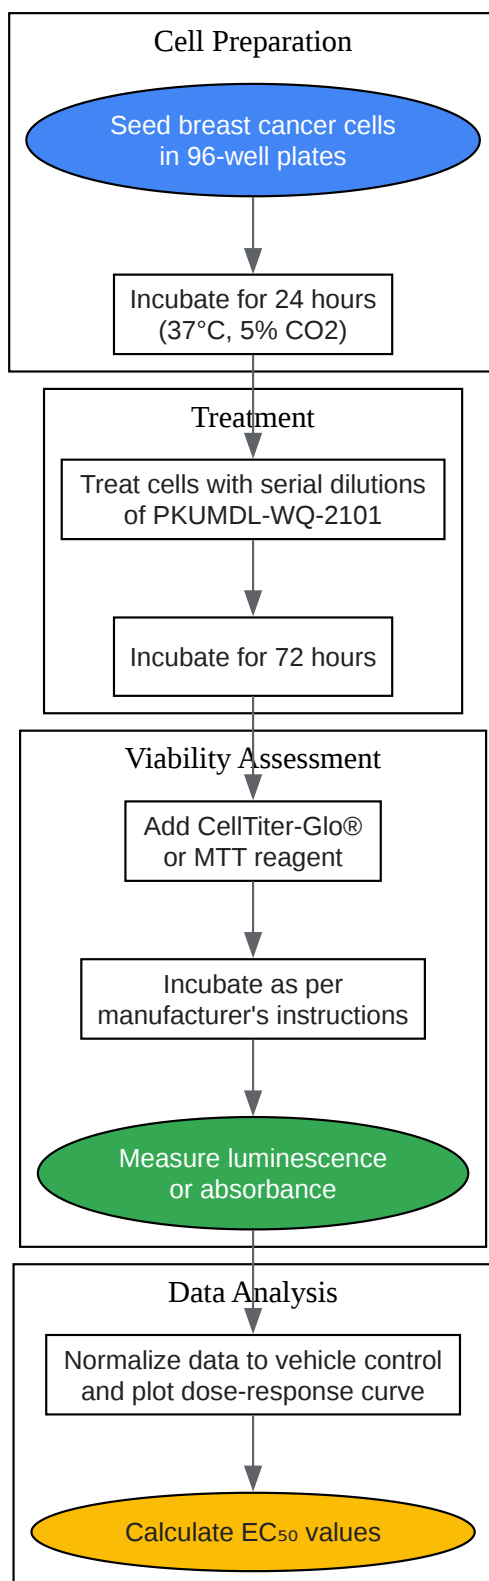 Cell Preparation
Seed breast cancer cells
in 96-well plates
Incubate for 24 hours
(37°C, 5% CO2)
Treatment
Treat cells with serial dilutions
of PKUMDL-WQ-2101
Incubate for 72 hours
Viability Assessment
Add CellTiter-Glo®
or MTT reagent
Incubate as per
manufacturer's instructions
Measure luminescence
or absorbance
Data Analysis
Normalize data to vehicle control
and plot dose-response curve
Calculate EC₅₀ values